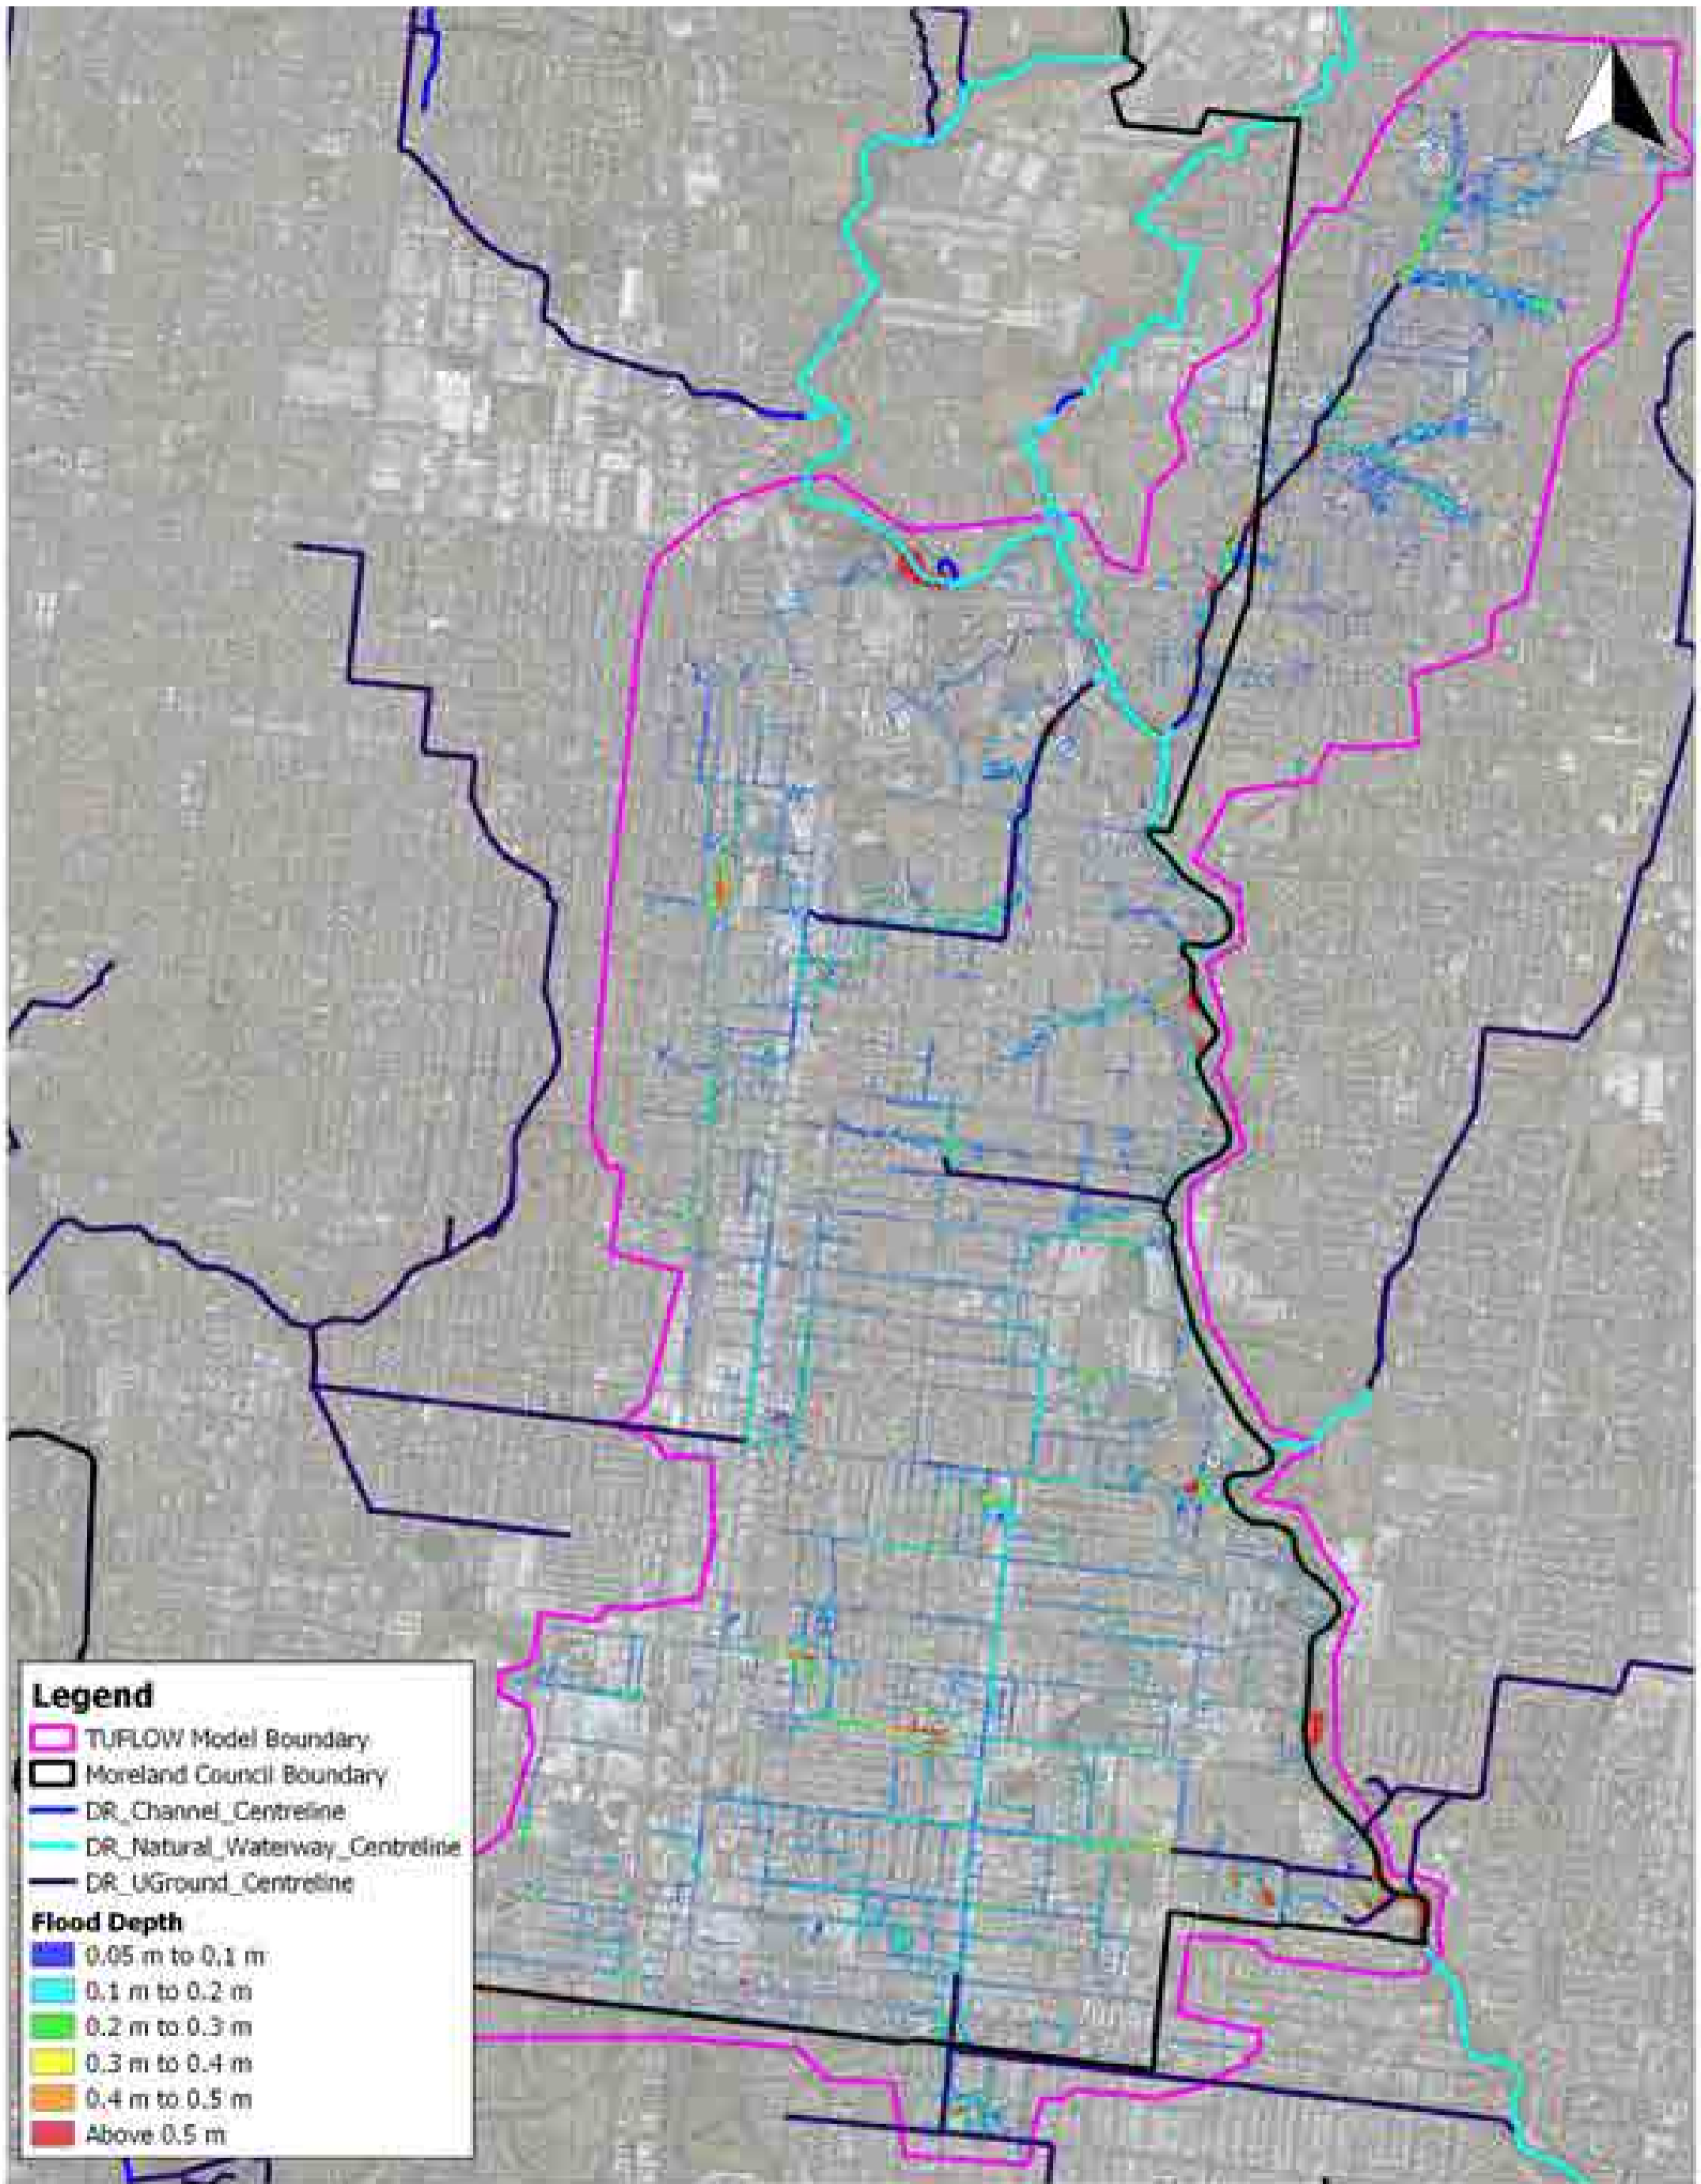 Legend
TUFLOW Model Boundary
Moreland Council Boundary
DR_Channel_Centreline
DR_Natural_Waterway_Centreline
DR_UGround_Centreline
Flood Depth
0.05 m to 0.1 m
0.1 m to 0.2 m
0.2 m to 0.3 m
0.3 m to 0.4 m
0.4 m to 0.5 m
Above 0.5 m